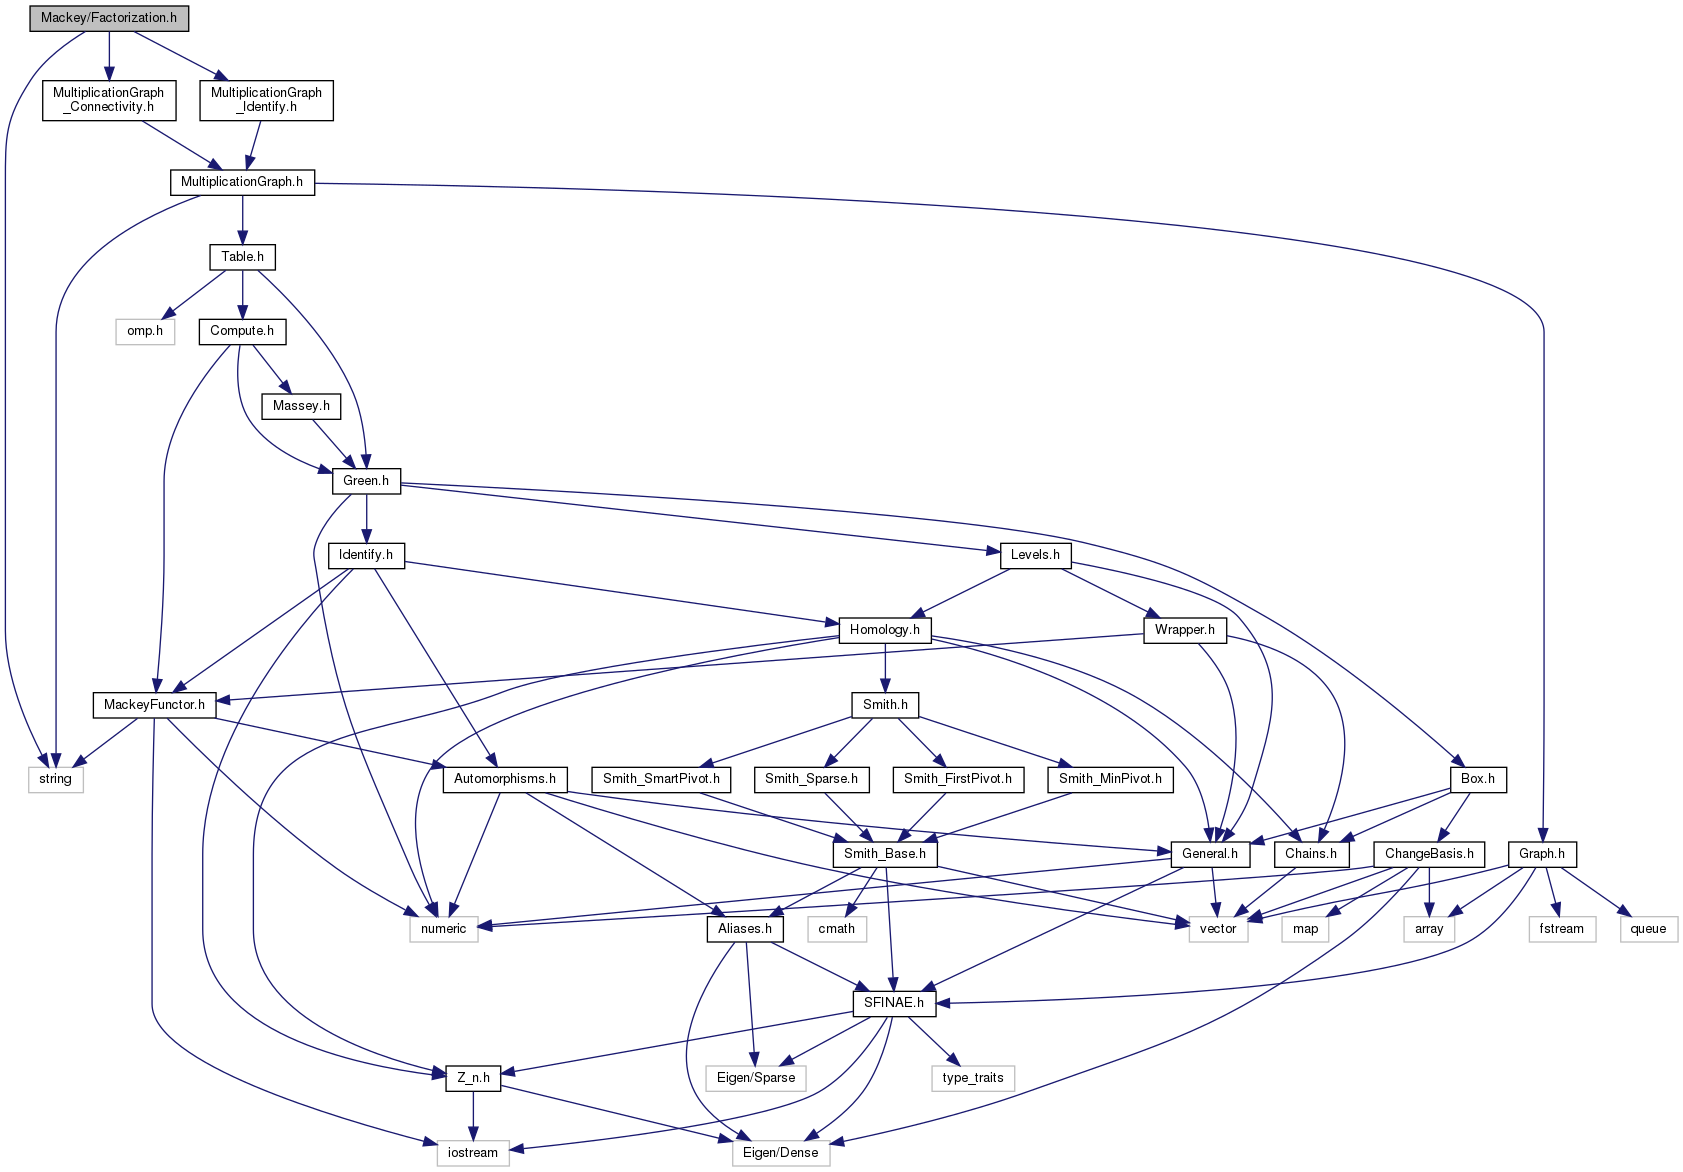 Mackey/Factorization.h
MultiplicationGraph
_Connectivity.h
MultiplicationGraph
_Identify.h
MultiplicationGraph.h
Table.h
omp.h
Compute.h
Massey.h
Green.h
Identify.h
Levels.h
Homology.h
Wrapper.h
MackeyFunctor.h
Smith.h
string
Automorphisms.h
Smith_SmartPivot.h
Smith_Sparse.h
Smith_FirstPivot.h
Smith_MinPivot.h
Box.h
Smith_Base.h
General.h
Chains.h
ChangeBasis.h
Graph.h
numeric
Aliases.h
cmath
vector
map
array
fstream
queue
SFINAE.h
Z_n.h
Eigen/Sparse
type_traits
iostream
Eigen/Dense